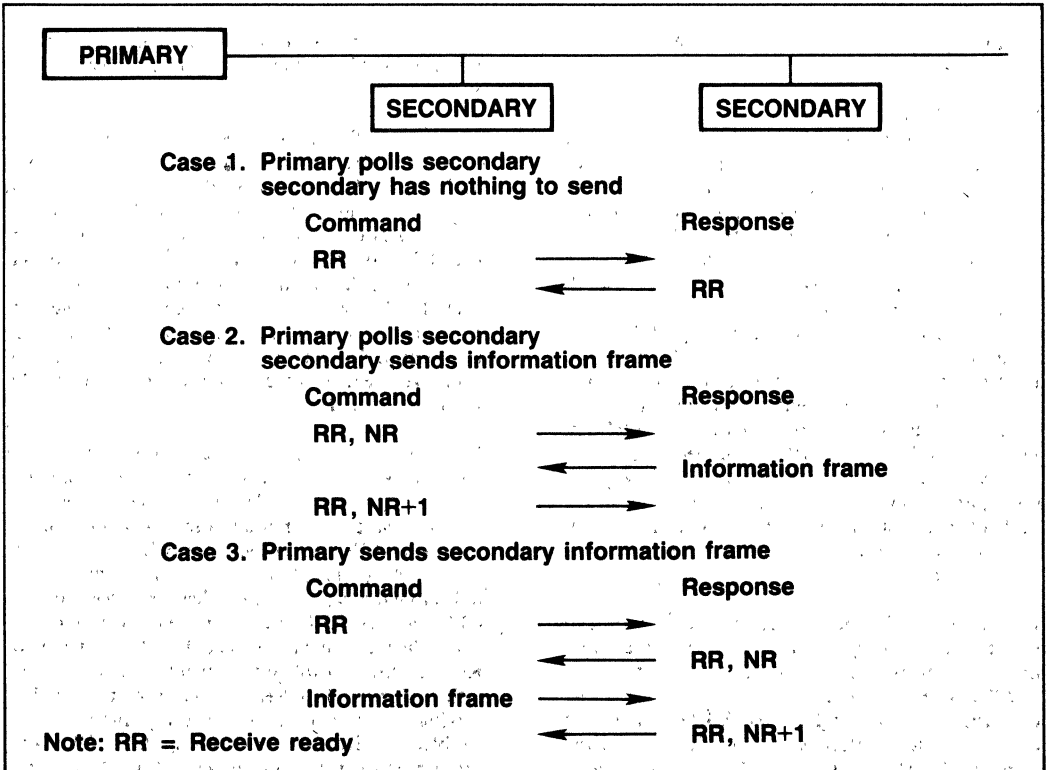 PRIMARY
SECONDARY SECONDARY
Case 1. Primary polls secondary
secondary has nothing to send
Command Response
RR
RR
Case 2. Primary polls secondary
secondary sends information frame
Command Response
RR, NR
Information frame
RR, NR+1
Case 3. Primary sends secondary information frame
Command Response
RR
RR, NR
Information frame
RR, NR+1
Note: RR = Receive ready